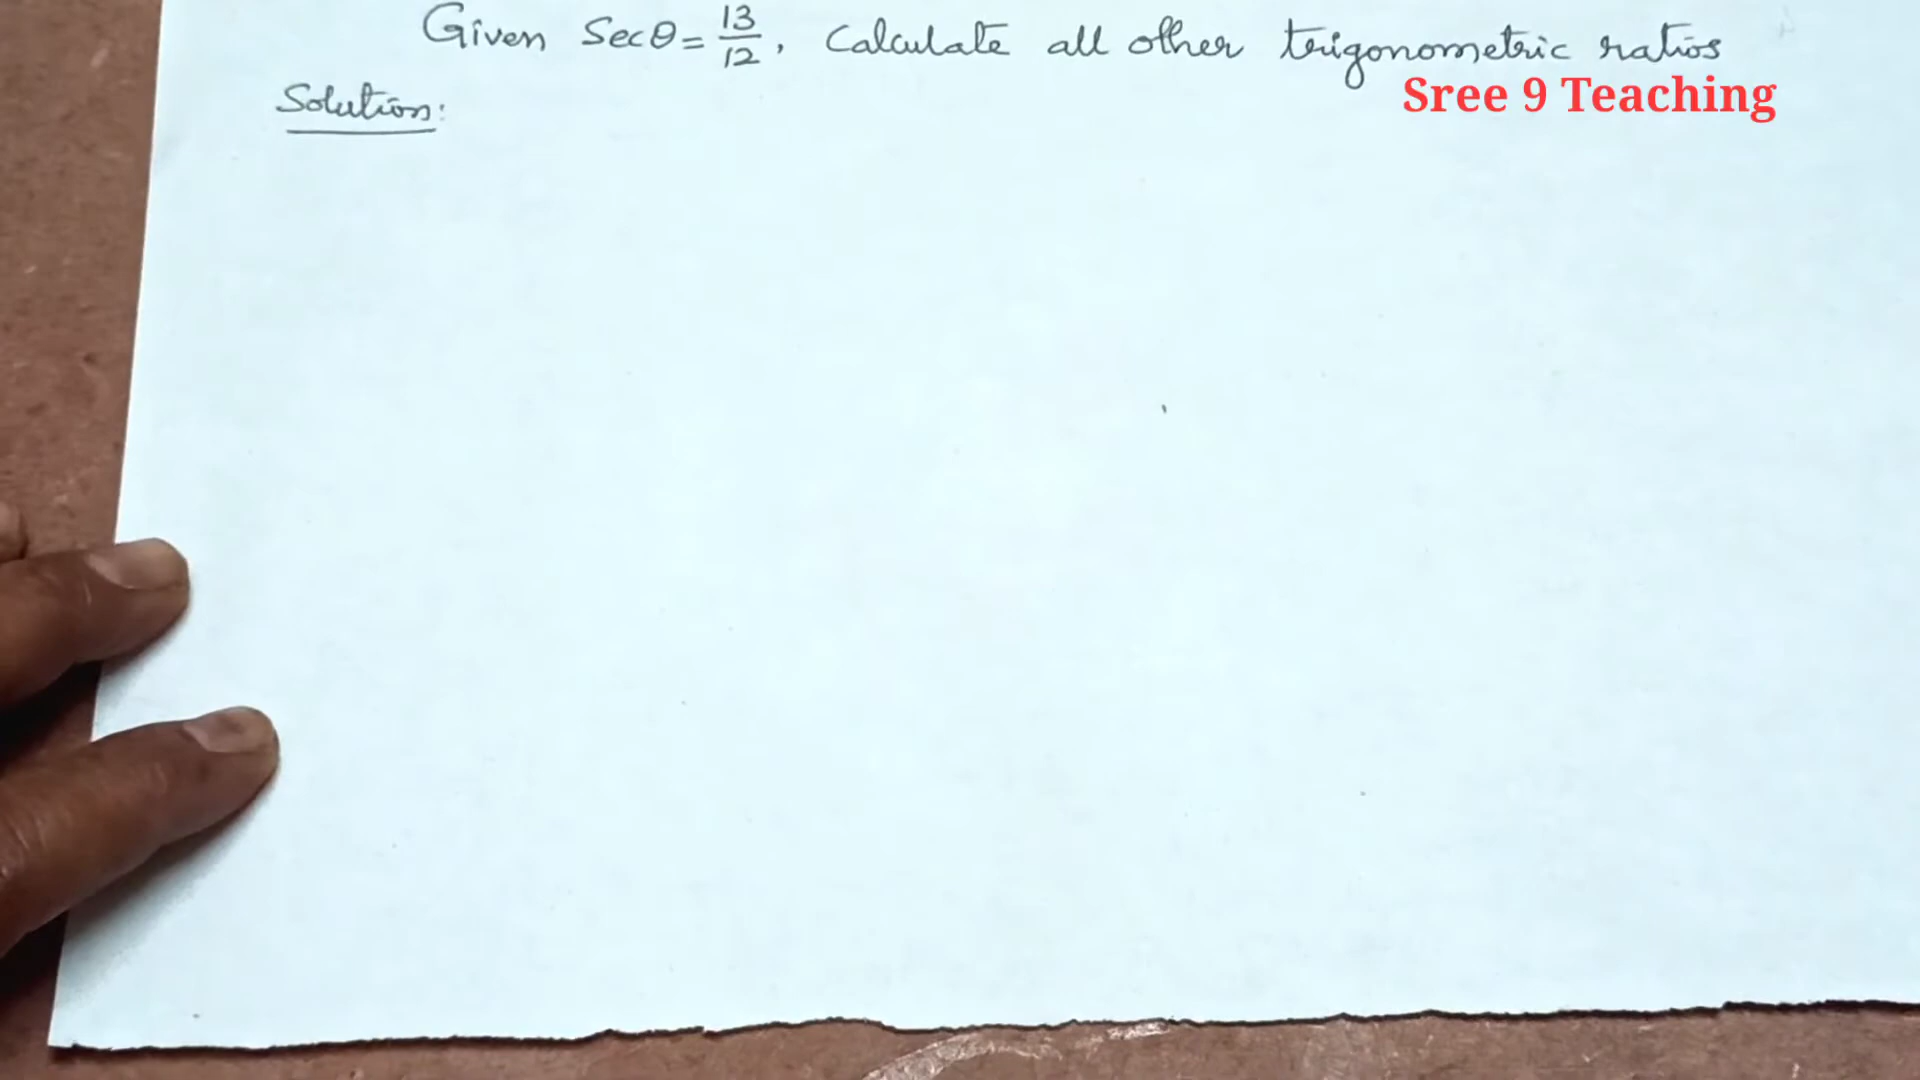 Given Secθ = 13/12, Calculate all other trigonometric ratios
Sree 9 Teaching
Solution: